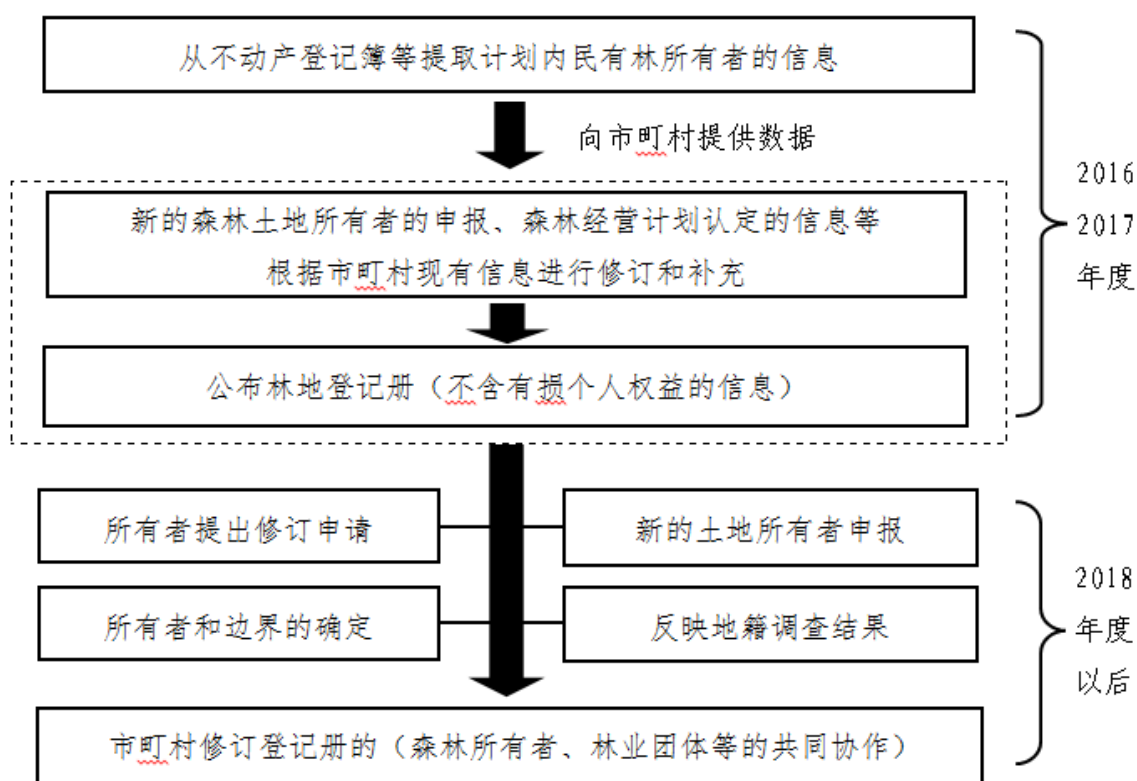 从不动产登记簿等提取计划内民有林所有者的信息
向市町村提供数据
新的森林土地所有者的申报、森林经营计划认定的信息等
根据市町村现有信息进行修订和补充
公布林地登记册（不含有损个人权益的信息）
2016
2017
年度
所有者提出修订申请
新的土地所有者申报
所有者和边界的确定
反映地籍调查结果
2018
年度
以后
市町村修订登记册的（森林所有者、林业团体等的共同协作）